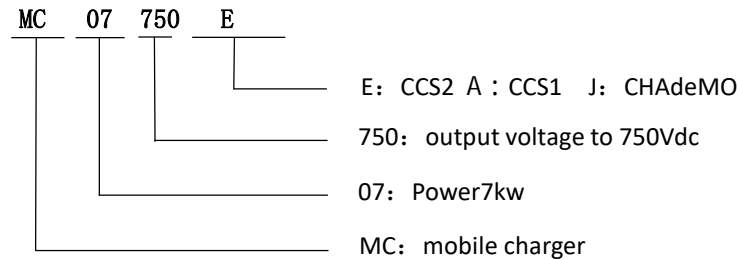 MC 07 750 E
E：CCS2 A：CCS1 J：CHAdeMO
750：output voltage to 750Vdc
07：Power7kw
MC：mobile charger